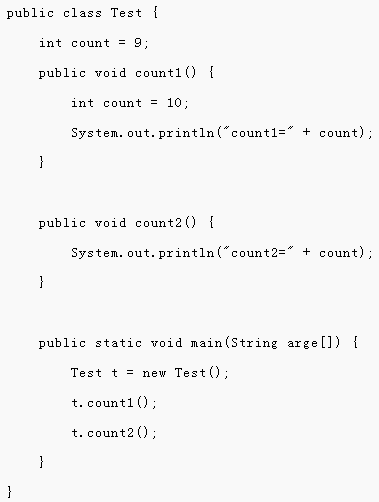 public class Test {
int count = 9;
public void count1() {
int count = 10;
System.out.println("count1=" + count);
}
public void count2() {
System.out.println("count2=" + count);
}
public static void main(String arge[]) {
Test t = new Test();
t.count1();
t.count2();
}
}